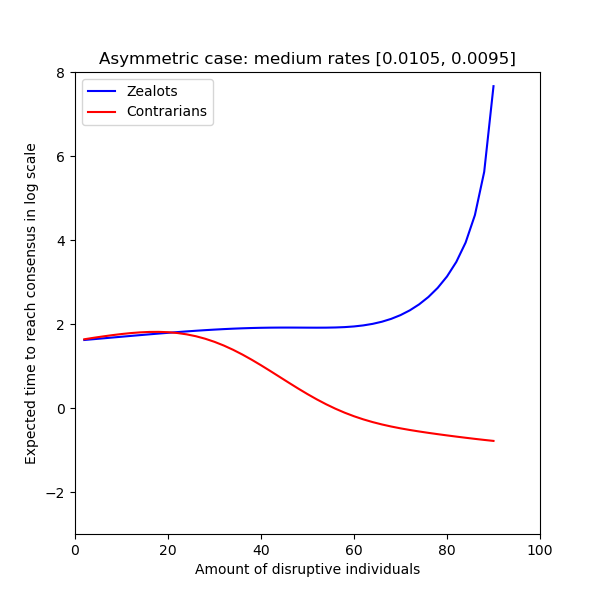 Asymmetric case: medium rates [0.0105, 0.0095]
Zealots
Contrarians
Expected time to reach consensus in log scale
8
6
4
2
0
−2
0 20 40 60 80 100
Amount of disruptive individuals